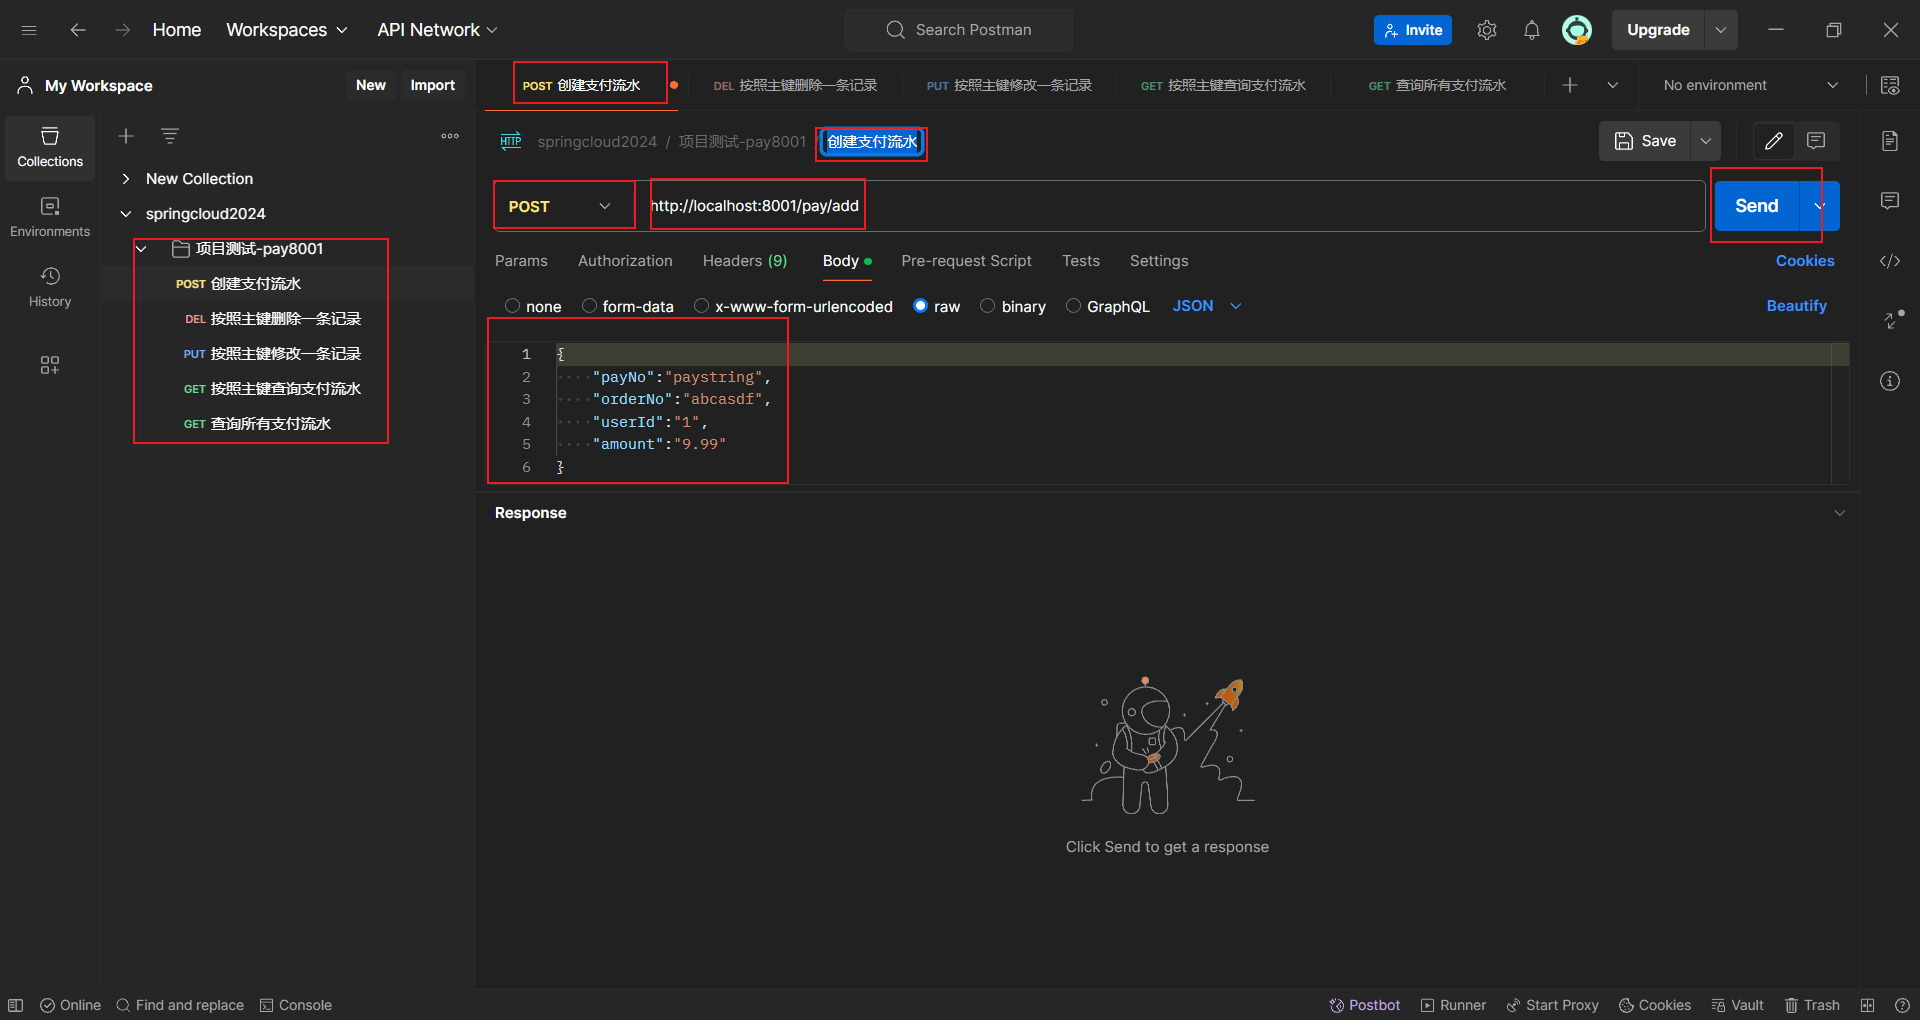 Home Workspaces API Network Search Postman Invite Upgrade
My Workspace New Import
POST 创建支付流水 DEL 按照主键删除一条记录 PUT 按照主键修改一条记录 GET 按照主键查询支付流水 GET 查询所有支付流水 No environment
Collections
Environments
History
New Collection
springcloud2024
项目测试-pay8001
POST 创建支付流水
DEL 按照主键删除一条记录
PUT 按照主键修改一条记录
GET 按照主键查询支付流水
GET 查询所有支付流水
HTTP springcloud2024 / 项目测试-pay8001 创建支付流水 Save
POST http://localhost:8001/pay/add Send
Params Authorization Headers (9) Body Pre-request Script Tests Settings Cookies
none form-data x-www-form-urlencoded raw binary GraphQL JSON Beautify
1 {
2 "payNo":"paystring",
3 "orderNo":"abcasdf",
4 "userId":"1",
5 "amount":"9.99"
6 }
Response
Click Send to get a response
Online Find and replace Console Postbot Runner Start Proxy Cookies Vault Trash